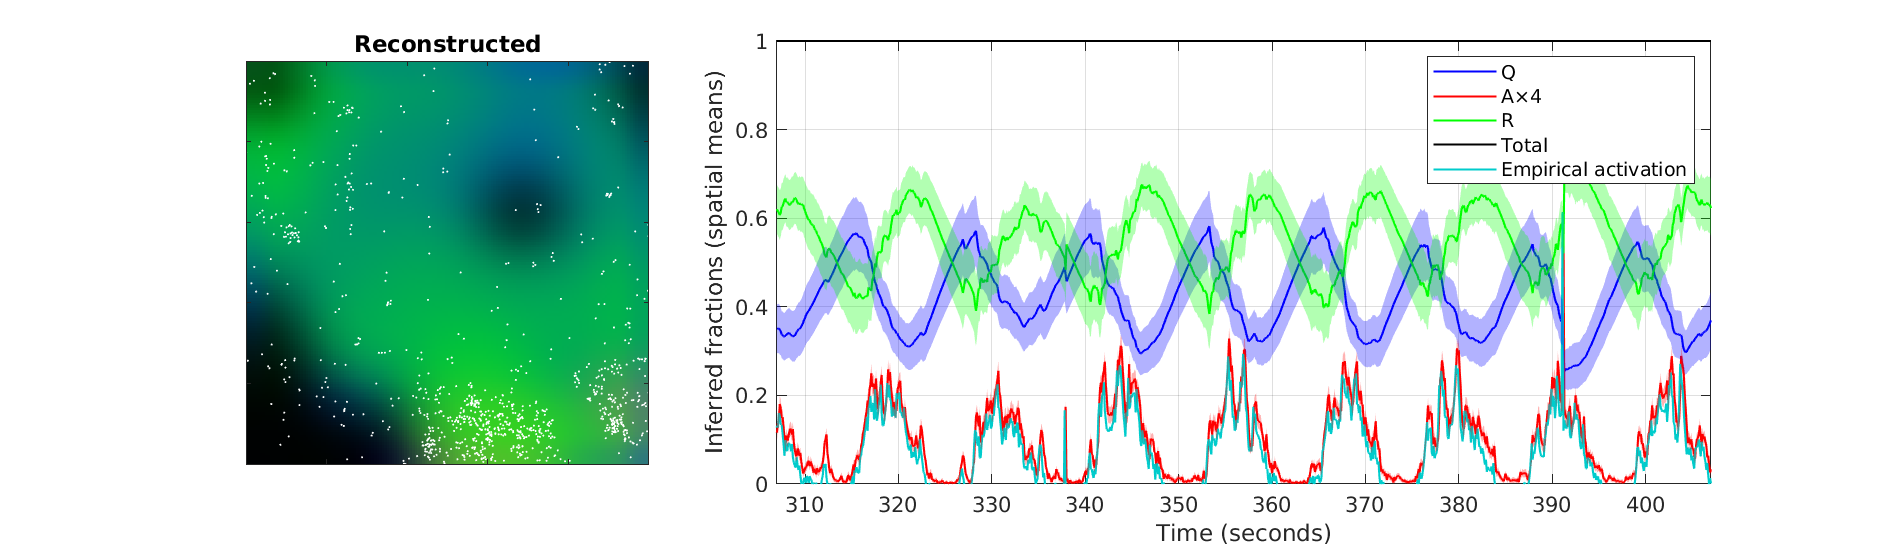 Reconstructed
Inferred fractions (spatial means)
1
0.8
0.6
0.4
0.2
0
Q
A×4
R
Total
Empirical activation
310 320 330 340 350 360 370 380 390 400
Time (seconds)